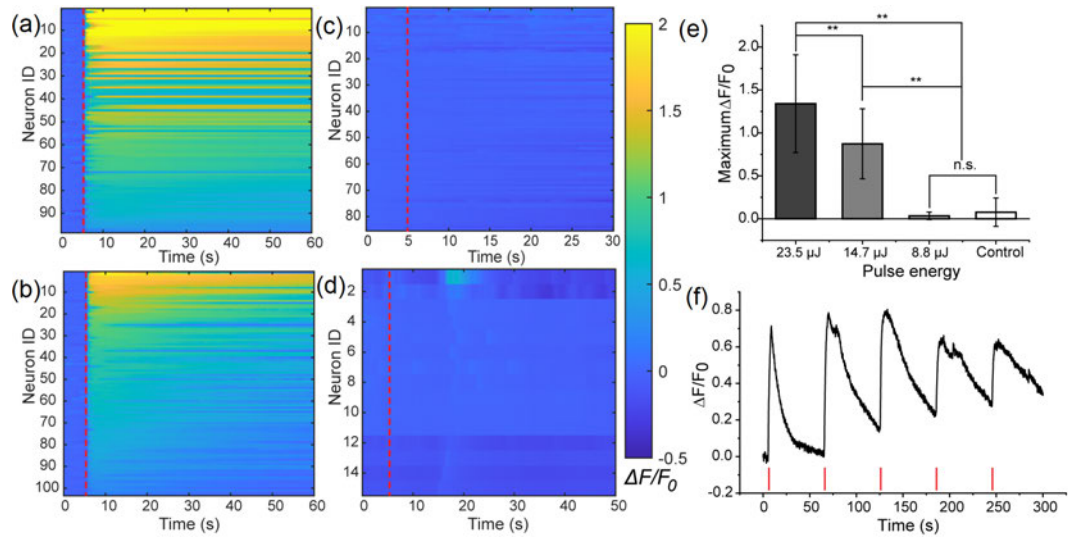 (a)
Neuron ID
10
20
30
40
50
60
70
80
90
0 10 20 30 40 50 60
Time (s)
(b)
Neuron ID
10
20
30
40
50
60
70
80
90
100
0 10 20 30 40 50 60
Time (s)
(c)
Neuron ID
10
20
30
40
50
60
70
80
0 5 10 15 20 25 30
Time (s)
(d)
Neuron ID
2
4
6
8
10
12
14
0 10 20 30 40 50
Time (s)
2
1.5
1
0.5
0
-0.5
ΔF/F0
(e)
Maximum ΔF/F0
2.0
1.5
1.0
0.5
0.0
**
**
**
n.s.
23.5 μJ 14.7 μJ 8.8 μJ Control
Pulse energy
(f)
ΔF/F0
0.8
0.6
0.4
0.2
0.0
-0.2
0 50 100 150 200 250 300
Time (s)